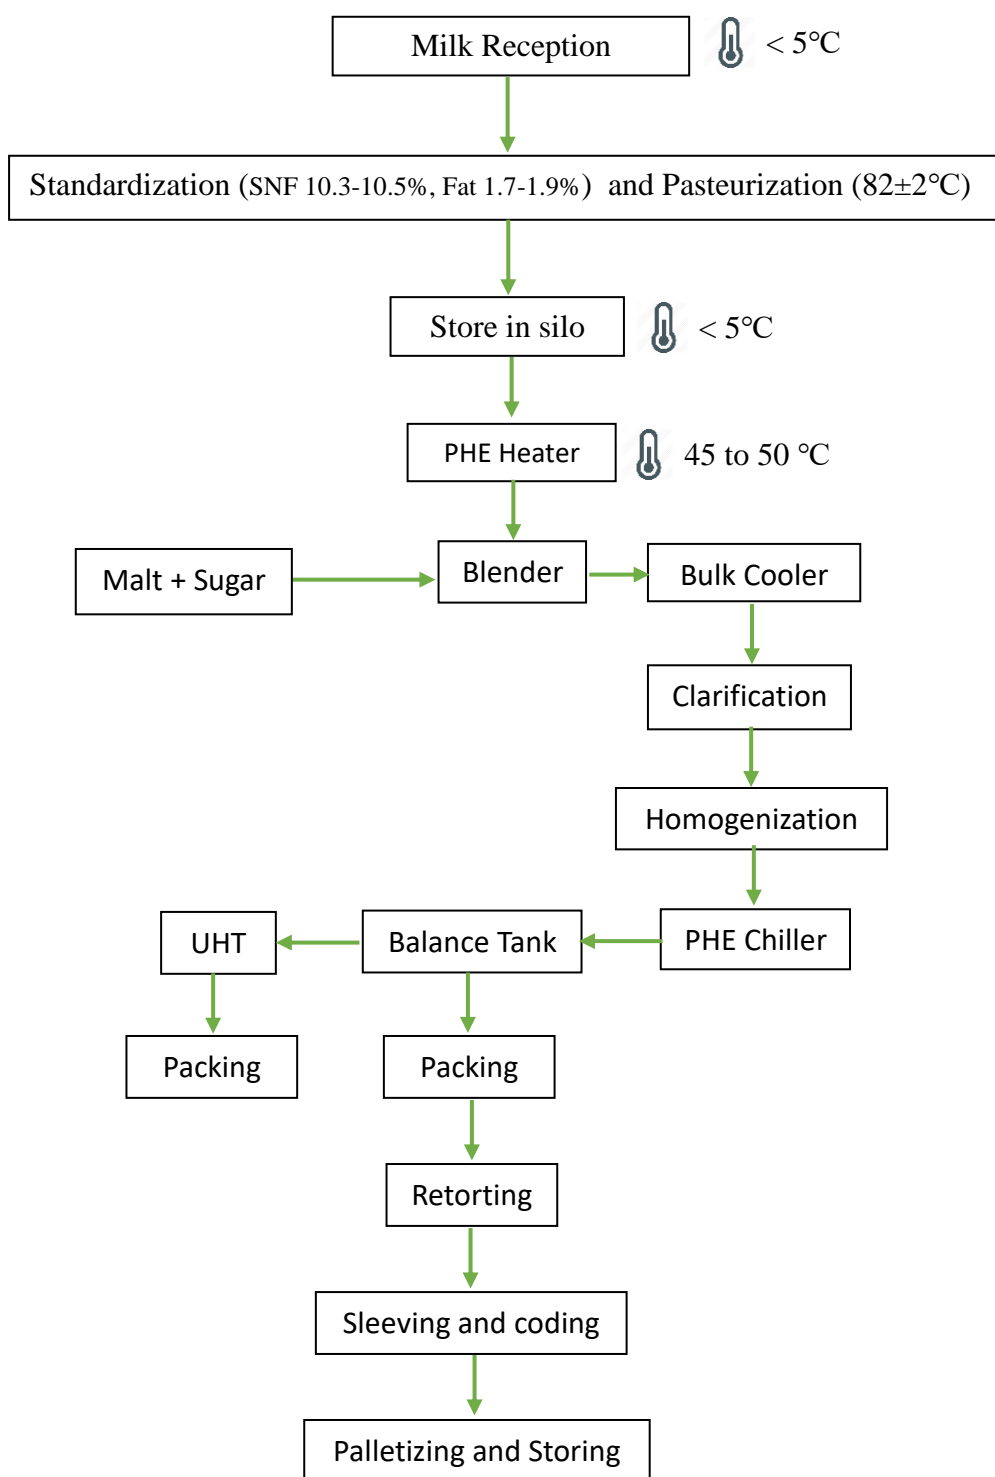 Milk Reception
< 5℃
Standardization (SNF 10.3-10.5%, Fat 1.7-1.9%) and Pasteurization (82±2℃)
Store in silo
< 5℃
PHE Heater
45 to 50 ℃
Malt + Sugar
Blender
Bulk Cooler
Clarification
Homogenization
UHT
Balance Tank
PHE Chiller
Packing
Packing
Retorting
Sleeving and coding
Palletizing and Storing